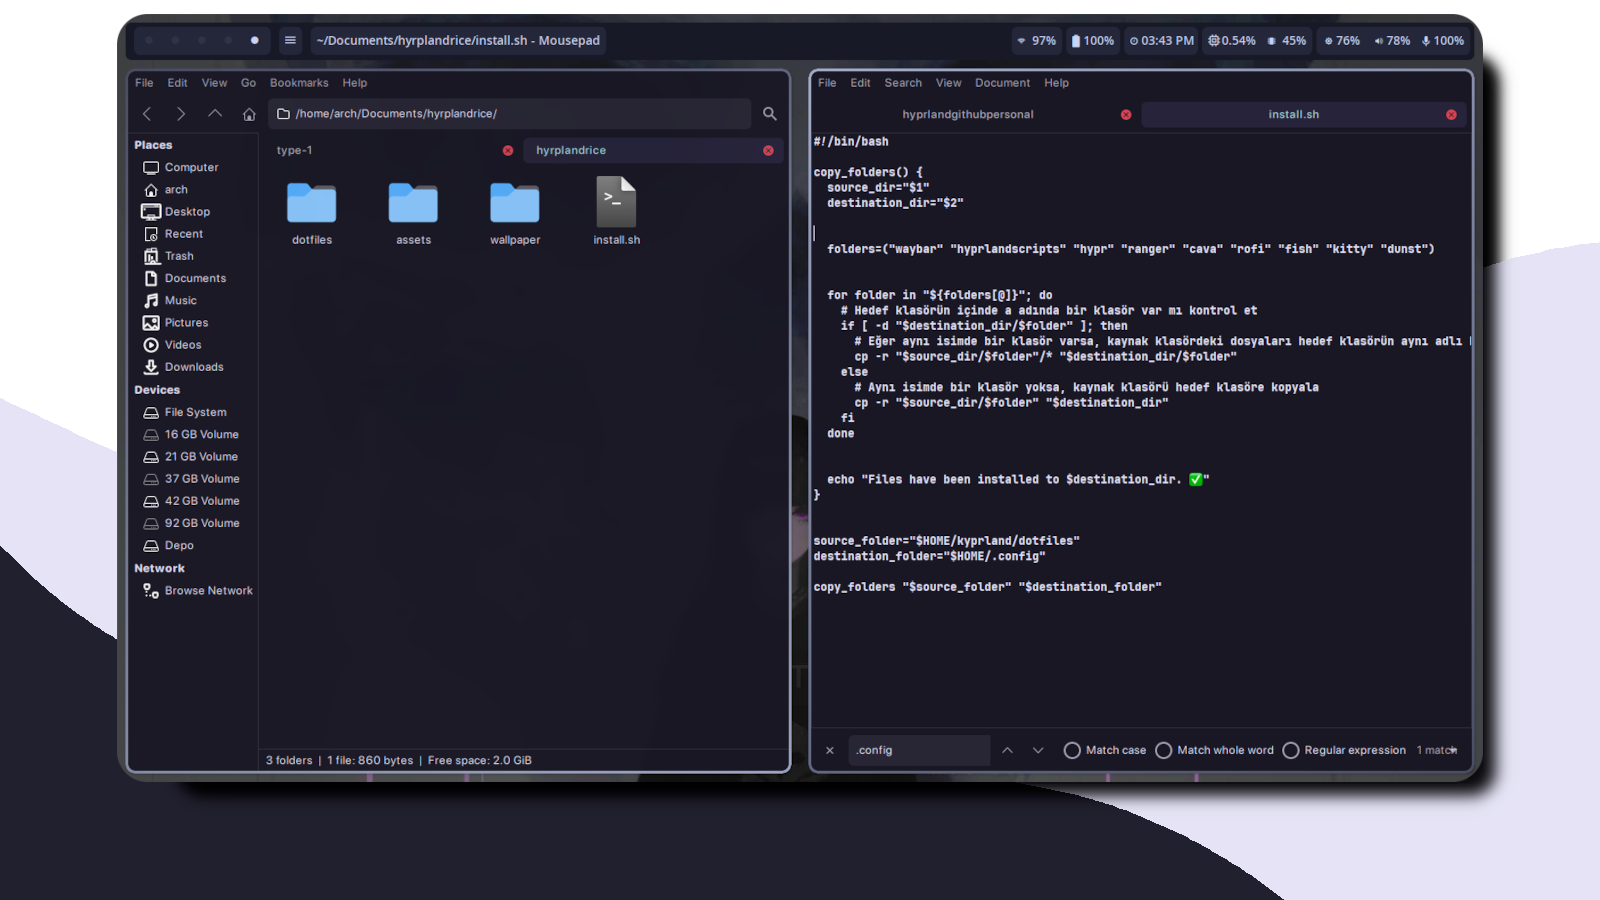 ~/Documents/hyrplandrice/install.sh - Mousepad
97%
100%
03:43 PM
0.54%
45%
76%
78%
100%
File Edit View Go Bookmarks Help
/home/arch/Documents/hyrplandrice/
Places
Computer
arch
Desktop
Recent
Trash
Documents
Music
Pictures
Videos
Downloads
Devices
File System
16 GB Volume
21 GB Volume
37 GB Volume
42 GB Volume
92 GB Volume
Depo
Network
Browse Network
type-1
hyrplandrice
dotfiles
assets
wallpaper
>_
install.sh
3 folders | 1 file: 860 bytes | Free space: 2.0 GiB
File Edit Search View Document Help
hyprlandgithubpersonal
install.sh
#!/bin/bash
copy_folders() {
source_dir="$1"
destination_dir="$2"
folders=("waybar" "hyprlandscripts" "hypr" "ranger" "cava" "rofi" "fish" "kitty" "dunst")
for folder in "${folders[@]}"; do
# Hedef klasörün içinde a adında bir klasör var mı kontrol et
if [ -d "$destination_dir/$folder" ]; then
# Eğer aynı isimde bir klasör varsa, kaynak klasördeki dosyaları hedef klasörün aynı adlı
cp -r "$source_dir/$folder"/* "$destination_dir/$folder"
else
# Aynı isimde bir klasör yoksa, kaynak klasörü hedef klasöre kopyala
cp -r "$source_dir/$folder" "$destination_dir"
fi
done
echo "Files have been installed to $destination_dir. ✅"
}
source_folder="$HOME/kyprland/dotfiles"
destination_folder="$HOME/.config"
copy_folders "$source_folder" "$destination_folder"
.config
Match case
Match whole word
Regular expression
1 match